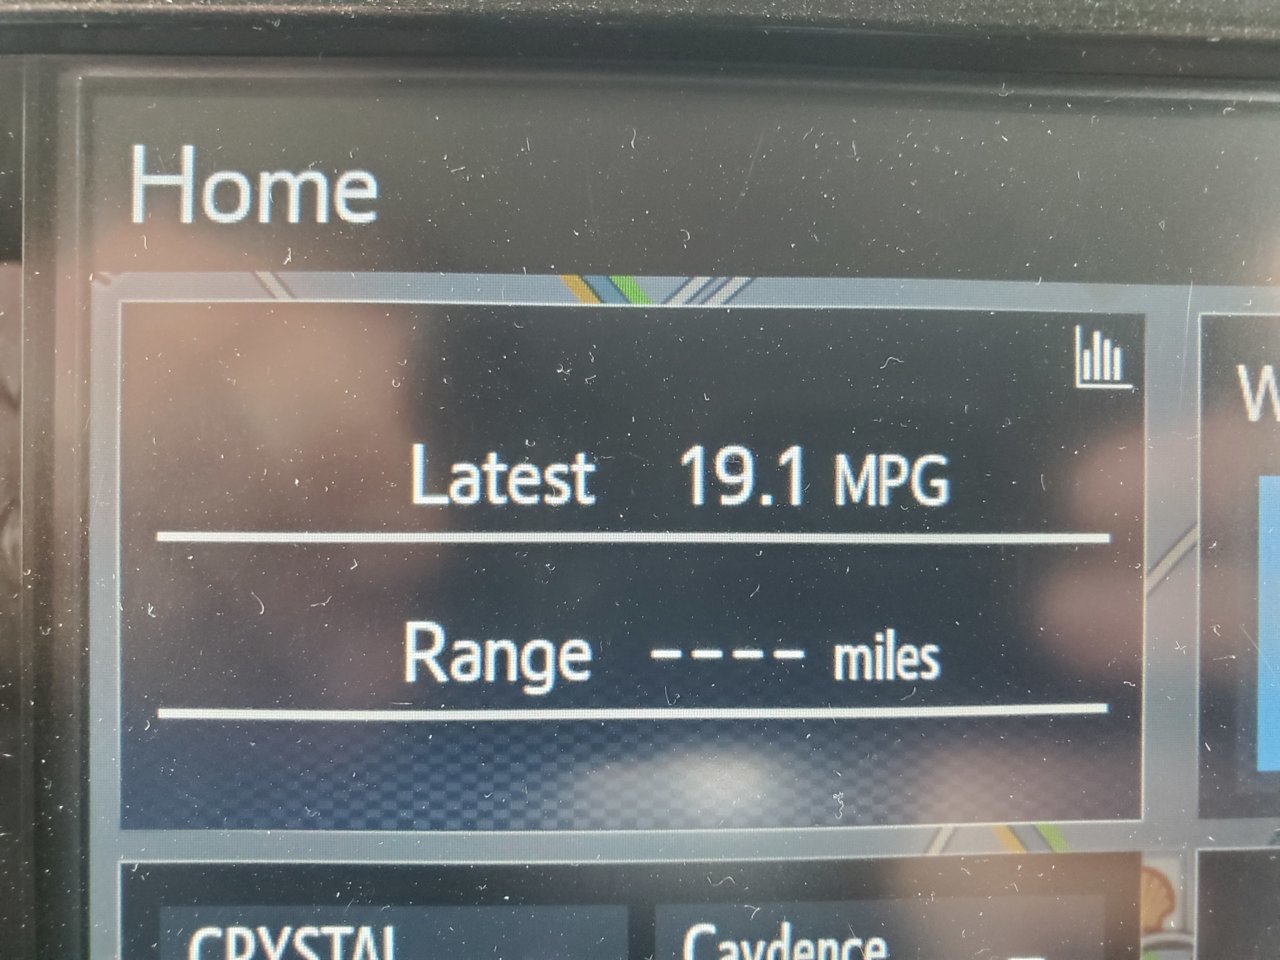 Home
Latest 19.1 MPG
Range ---- miles
W
CRYSTAL Caydence